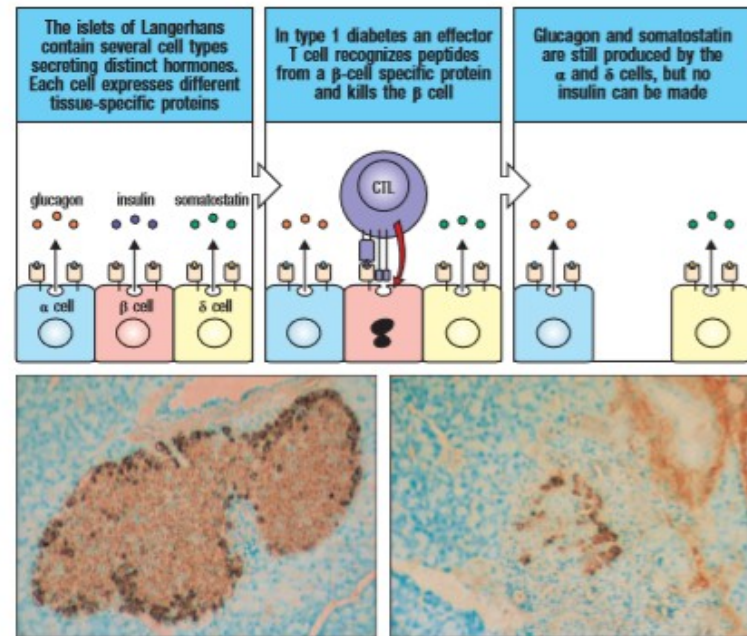 The islets of Langerhans
contain several cell types
secreting distinct hormones.
Each cell expresses different
tissue-specific proteins
In type 1 diabetes an effector
T cell recognizes peptides
from a β-cell specific protein
and kills the β cell
Glucagon and somatostatin
are still produced by the
α and δ cells, but no
insulin can be made
glucagon insulin somatostatin
CTL
α cell β cell δ cell